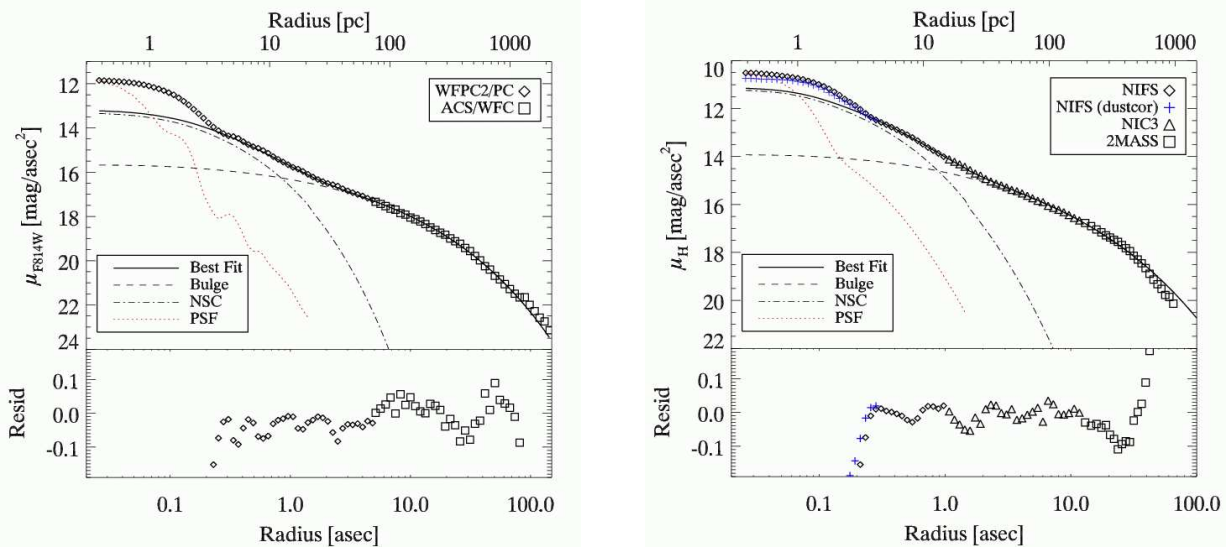 Radius [pc]
1 10 100 1000
12
14
16
18
20
22
24
μF814W [mag/asec²]
WFPC2/PC
ACS/WFC
Best Fit
Bulge
NSC
PSF
0.1
0.0
-0.1
Resid
0.1 1.0 10.0 100.0
Radius [asec]
Radius [pc]
1 10 100 1000
10
12
14
16
18
20
22
μH [mag/asec²]
NIFS
NIFS (dustcor)
NIC3
2MASS
Best Fit
Bulge
NSC
PSF
0.1
0.0
-0.1
Resid
0.1 1.0 10.0 100.0
Radius [asec]